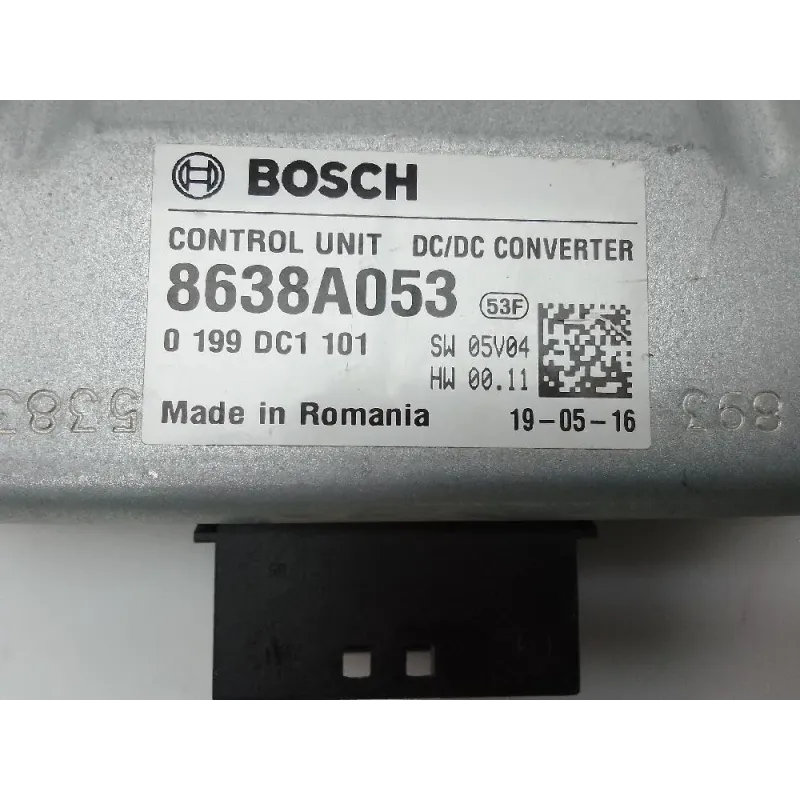 BOSCH
CONTROL UNIT DC/DC CONVERTER
8638A053 53F
0 199 DC1 101 SW 05V04
HW 00.11
Made in Romania 19-05-16
893